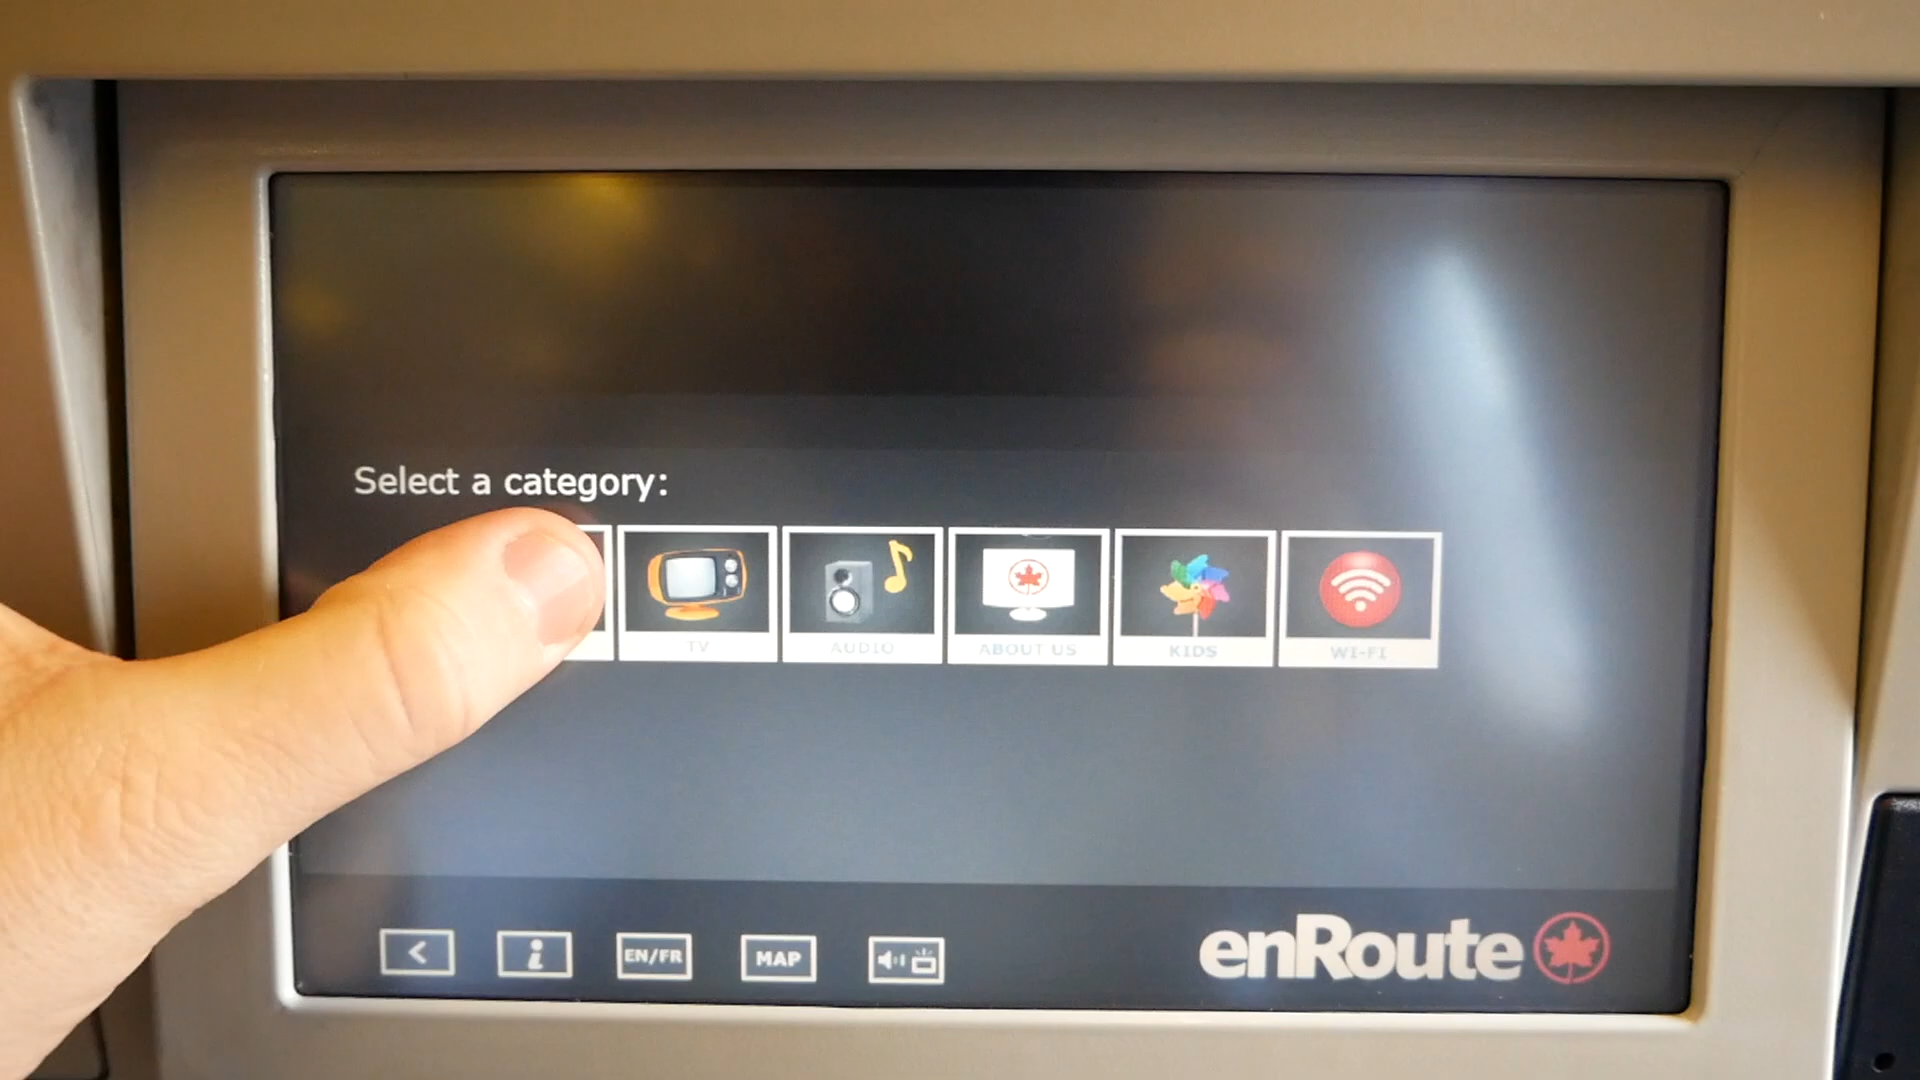 Select a category:
TV
AUDIO
ABOUT US
KIDS
WI-FI
i
EN/FR
MAP
enRoute